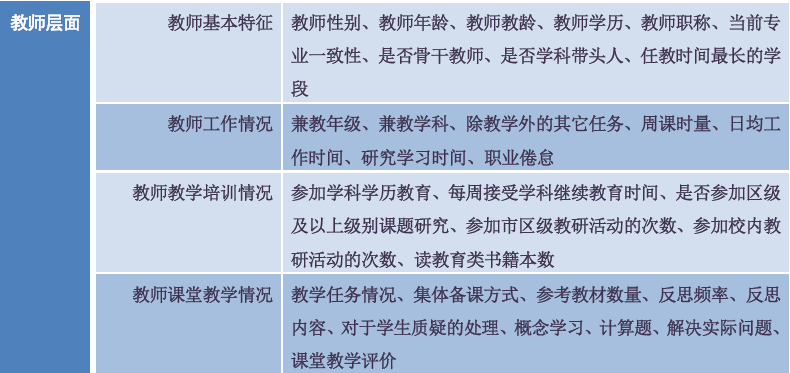 教师层面
教师基本特征
教师性别、教师年龄、教师教龄、教师学历、教师职称、当前专
业一致性、是否骨干教师、是否学科带头人、任教时间最长的学
段
教师工作情况
兼教年级、兼教学科、除教学外的其它任务、周课时量、日均工
作时间、研究学习时间、职业倦怠
教师教学培训情况
参加学科学历教育、每周接受学科继续教育时间、是否参加区级
及以上级别课题研究、参加市区级教研活动的次数、参加校内教
研活动的次数、读教育类书籍本数
教师课堂教学情况
教学任务情况、集体备课方式、参考教材数量、反思频率、反思
内容、对于学生质疑的处理、概念学习、计算题、解决实际问题、
课堂教学评价